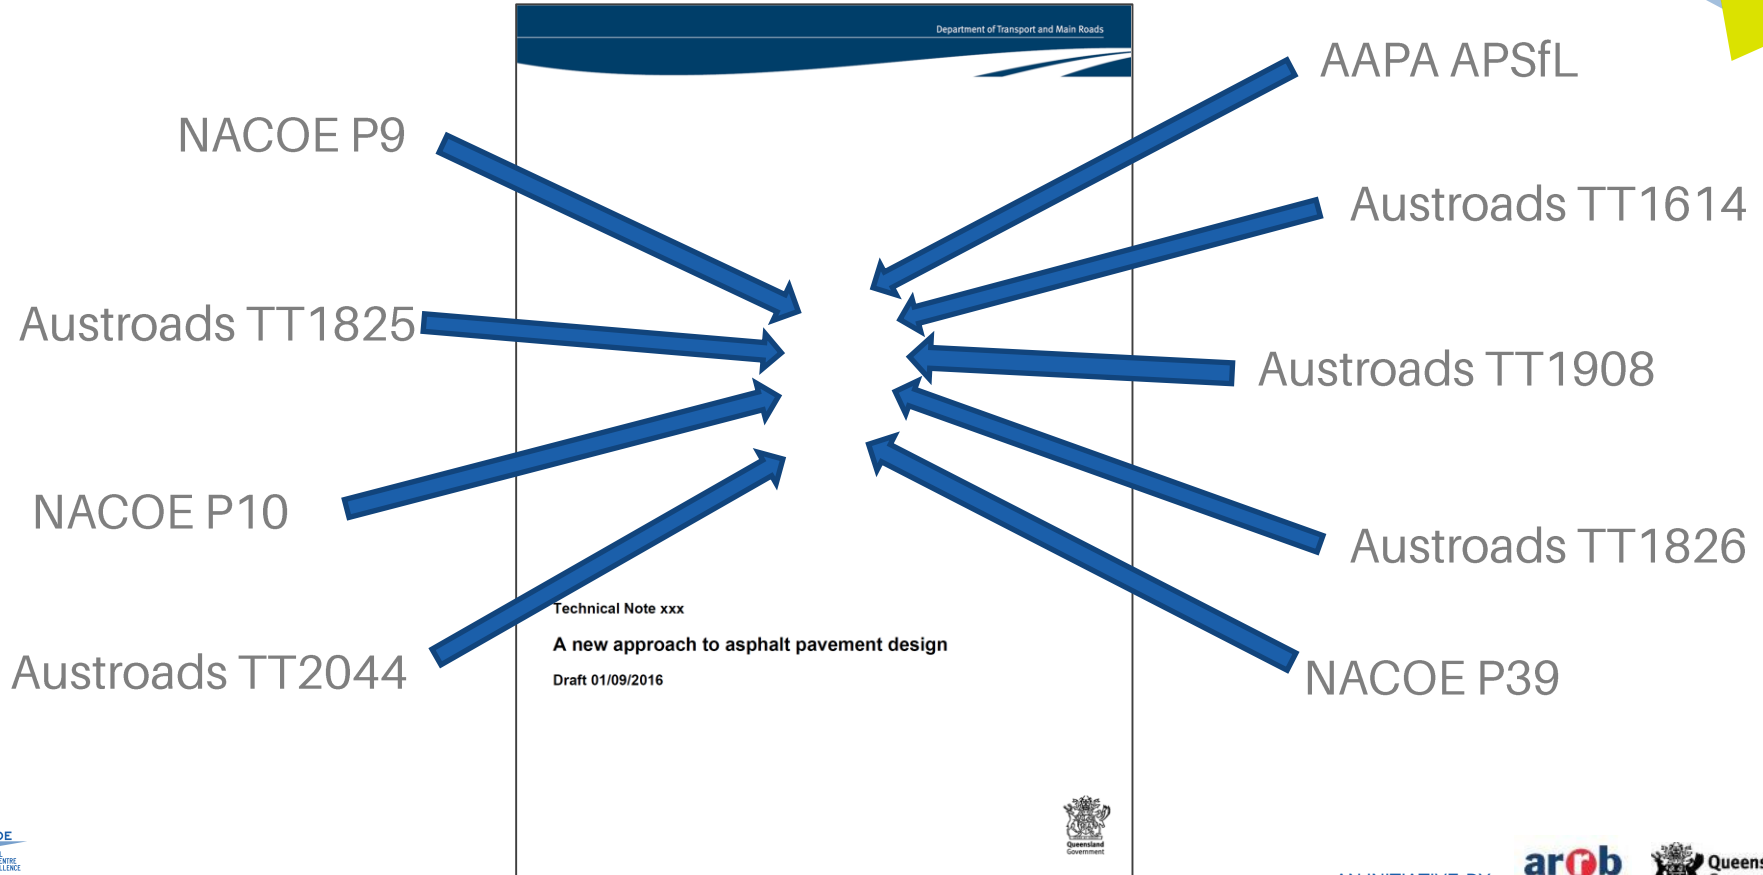 Department of Transport and Main Roads
AAPA APSfL
NACOE P9
Austroads TT1614
Austroads TT1825
Austroads TT1908
NACOE P10
Austroads TT1826
Technical Note xxx
A new approach to asphalt pavement design
Draft 01/09/2016
Austroads TT2044
NACOE P39
Queensland
Government
arrb